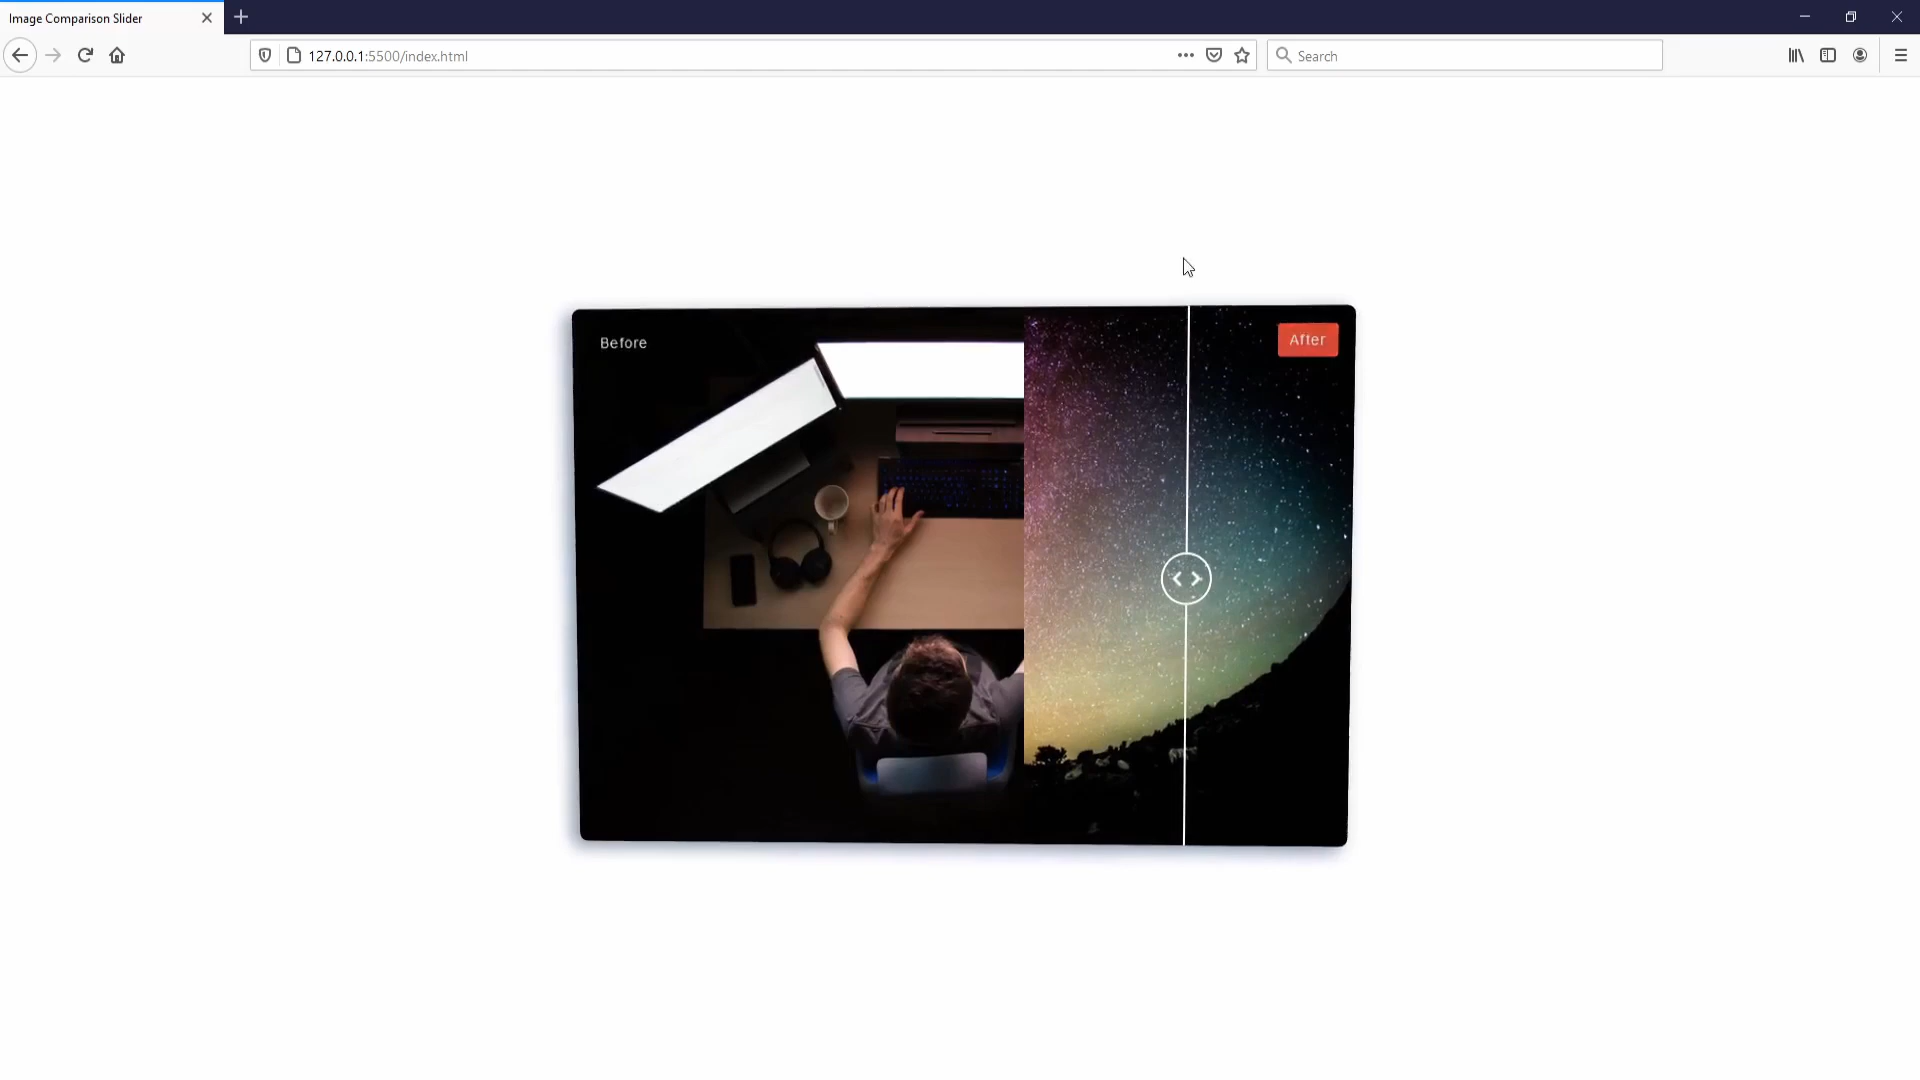 Image Comparison Slider
127.0.0.1:5500/index.html
Search
Before
After